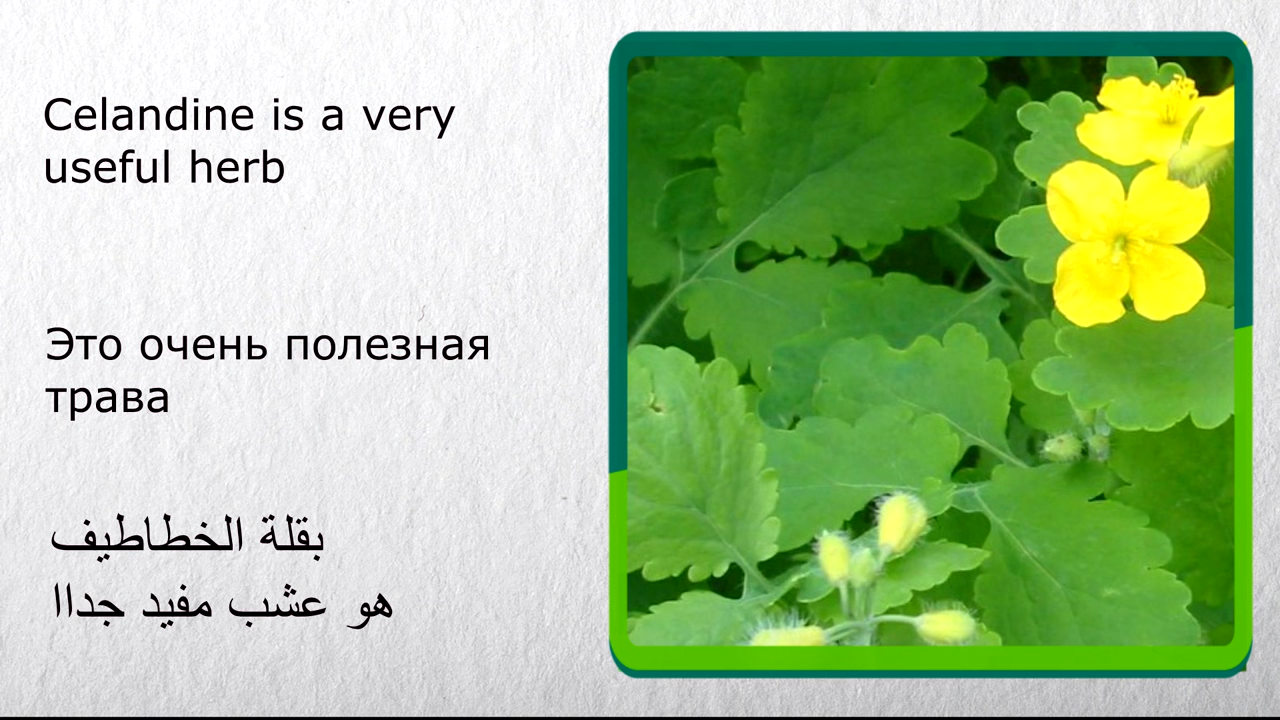 Celandine is a very
useful herb
Это очень полезная
трава
بقلة الخطاطيف
هو عشب مفيد جداا